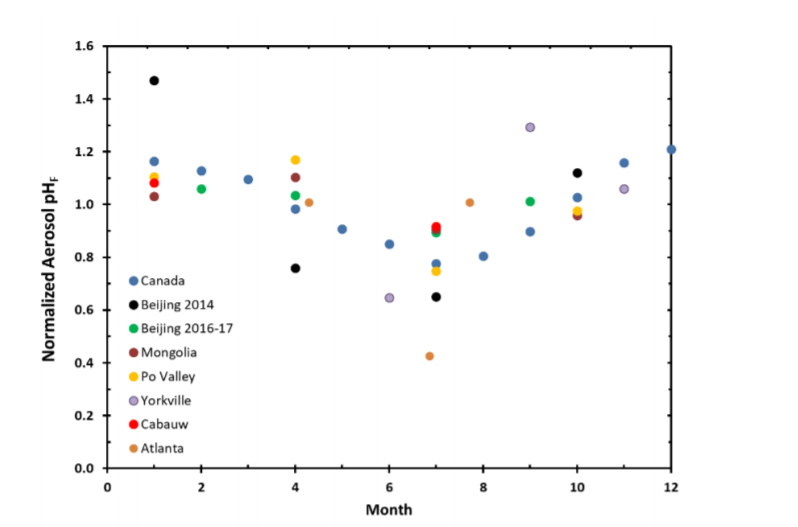 1.6
1.4
1.2
1.0
0.8
0.6
0.4
0.2
0.0
Normalized Aerosol pHF
Canada
Beijing 2014
Beijing 2016-17
Mongolia
Po Valley
Yorkville
Cabauw
Atlanta
0 2 4 6 8 10 12
Month